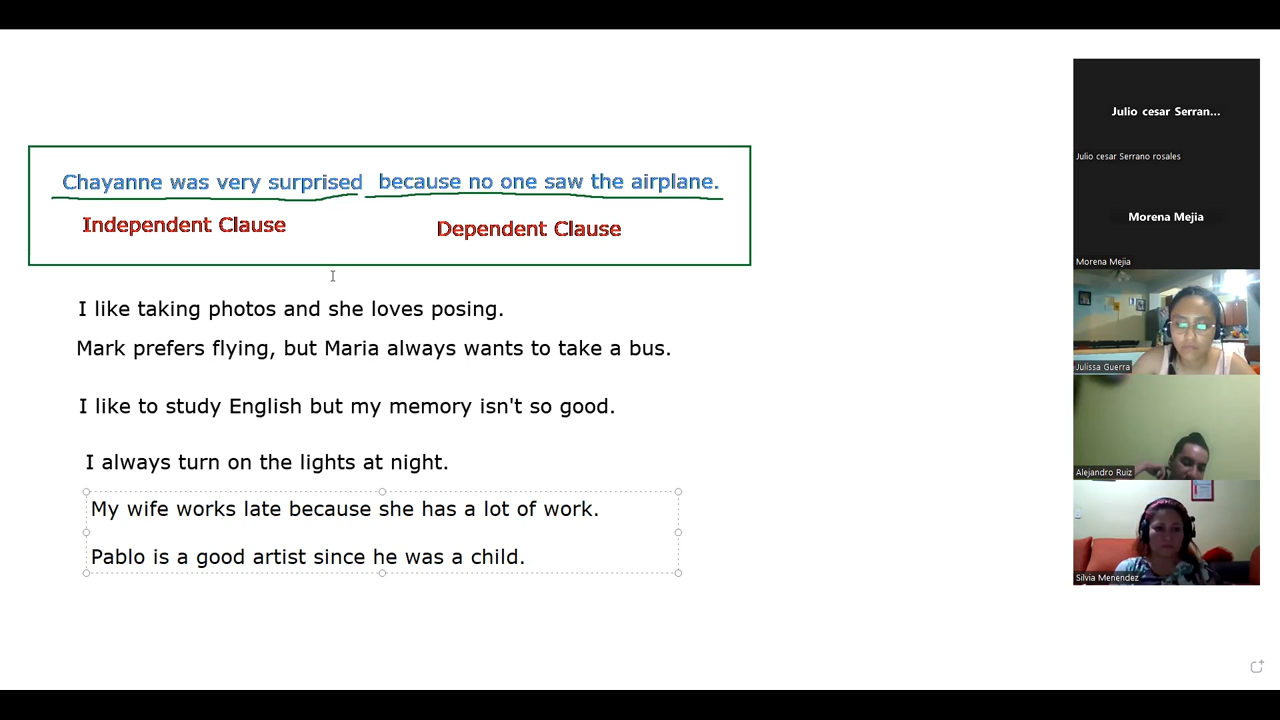 Chayanne was very surprised because no one saw the airplane.
Independent Clause Dependent Clause
I like taking photos and she loves posing.
Mark prefers flying, but Maria always wants to take a bus.
I like to study English but my memory isn't so good.
I always turn on the lights at night.
My wife works late because she has a lot of work.
Pablo is a good artist since he was a child.
Julio cesar Serran...
Julio cesar Serrano rosales
Morena Mejia
Morena Mejia
Julissa Guerra
Alejandro Ruiz
Silvia Menendez